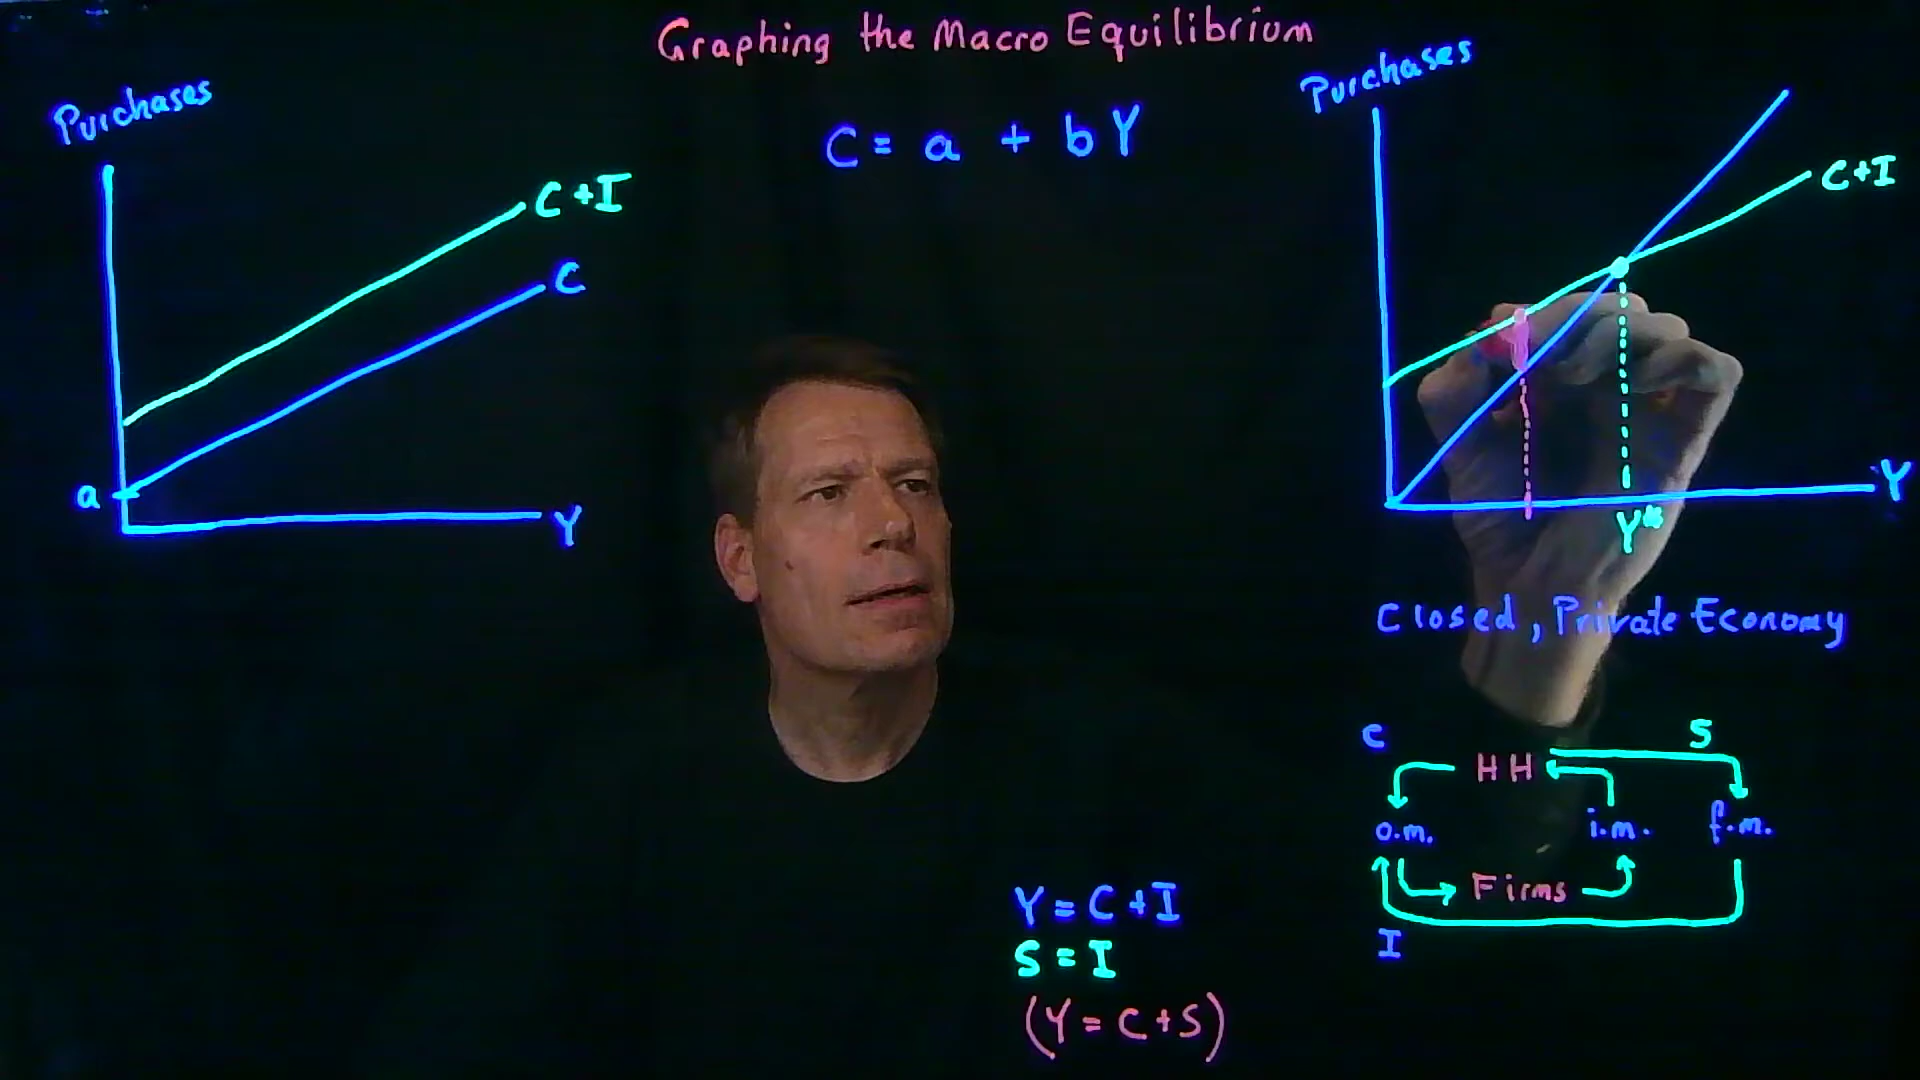 Graphing the Macro Equilibrium
Purchases
C+I
C
a
Y
C = a + bY
Purchases
C+I
Y
Y*
Closed, Private Economy
C
S
HH
o.m.
i.m.
f.m.
Firms
I
Y = C + I
S = I
(Y = C + S)